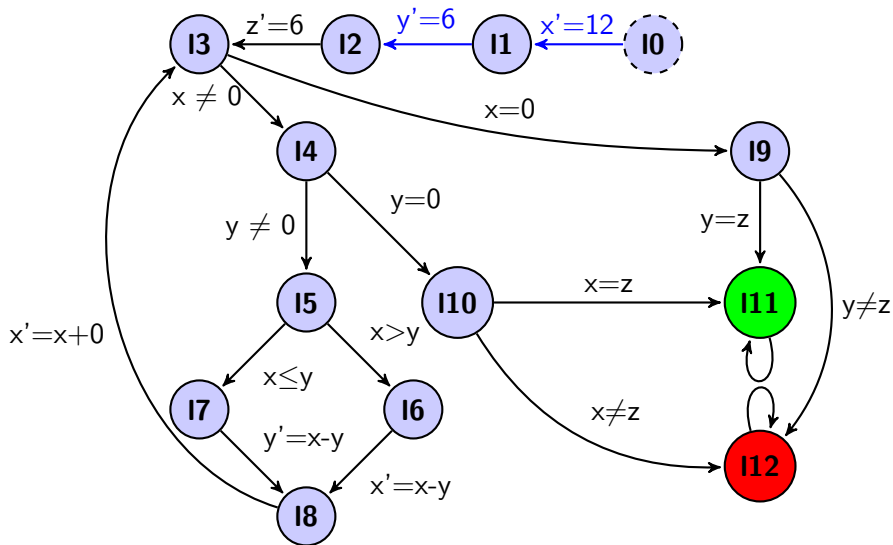 z'=6
y'=6
x'=12
l3
l2
l1
l0
x ≠ 0
x=0
l4
l9
y=0
y ≠ 0
y=z
l5
l10
x=z
l11
x'=x+0
x>y
y≠z
x≤y
l7
l6
x≠z
y'=x-y
l12
x'=x-y
l8